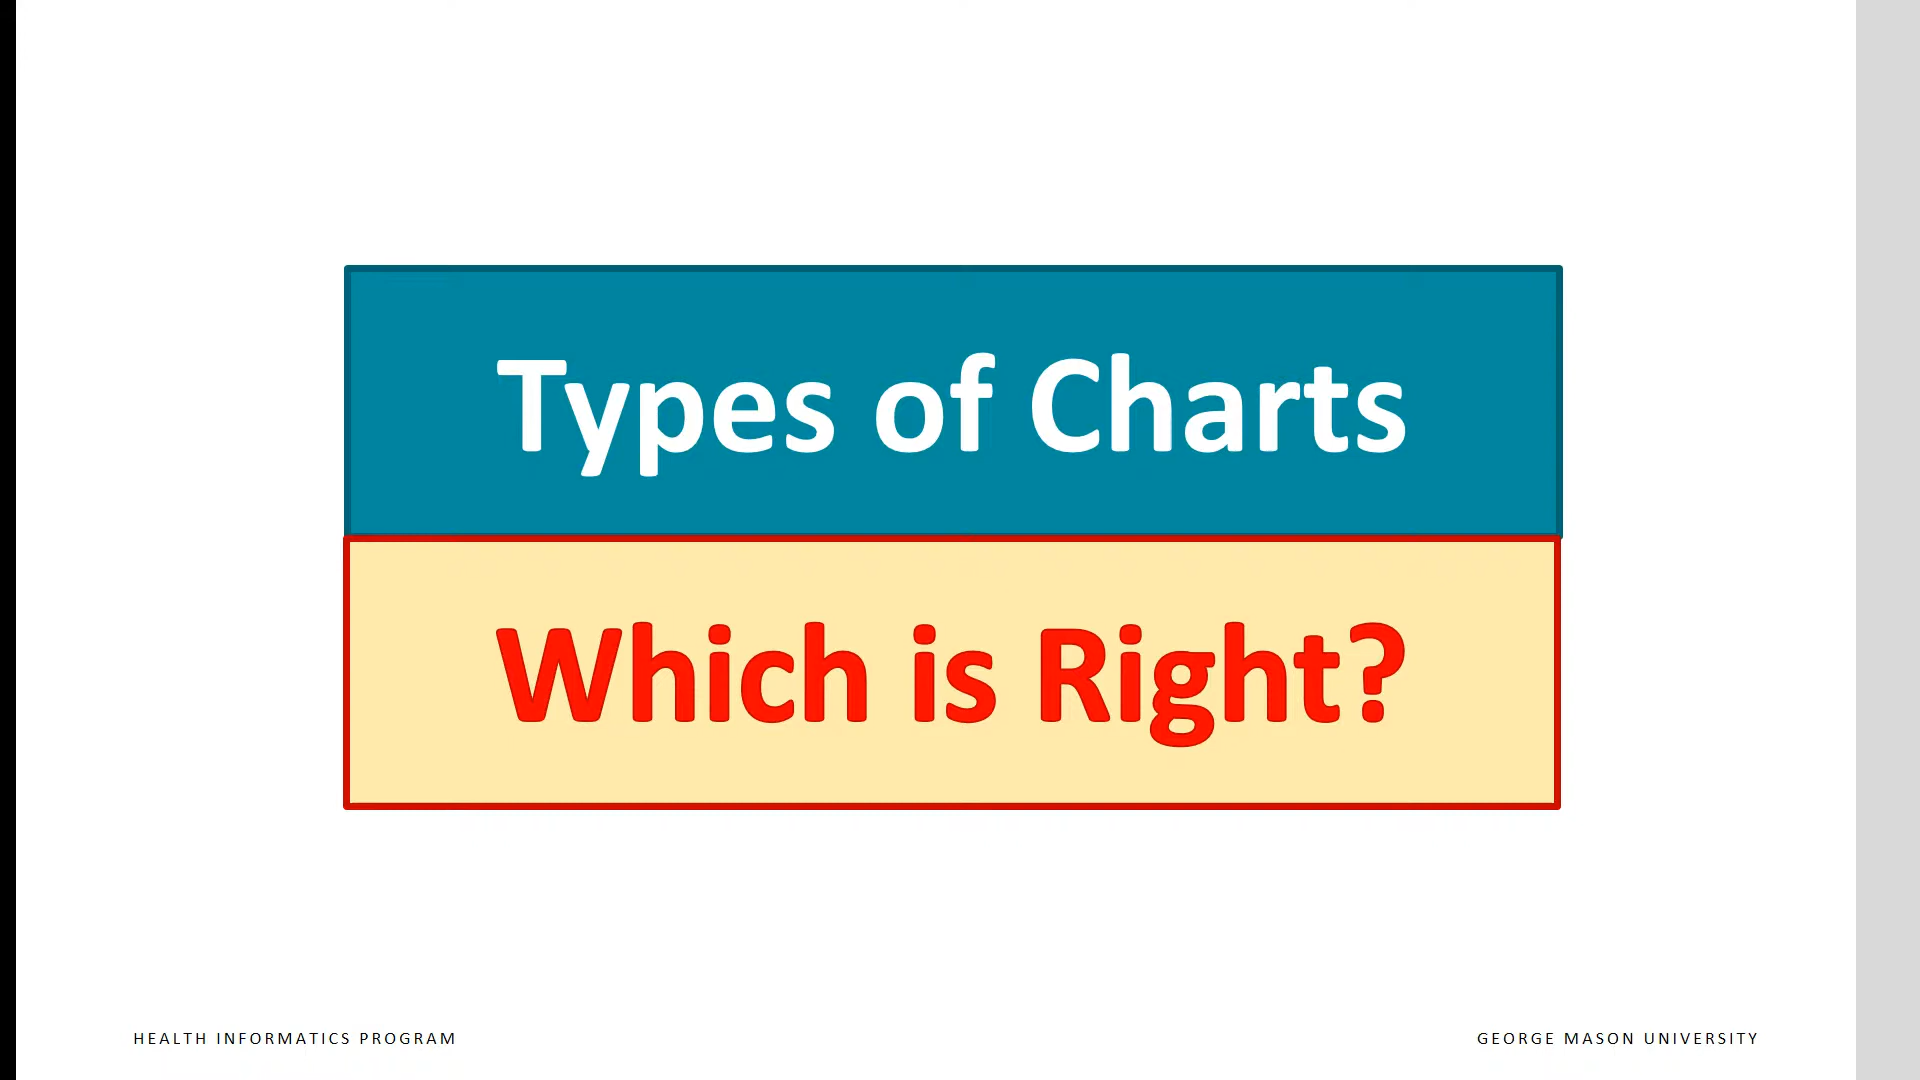 Types of Charts
Which is Right?
HEALTH INFORMATICS PROGRAM
GEORGE MASON UNIVERSITY